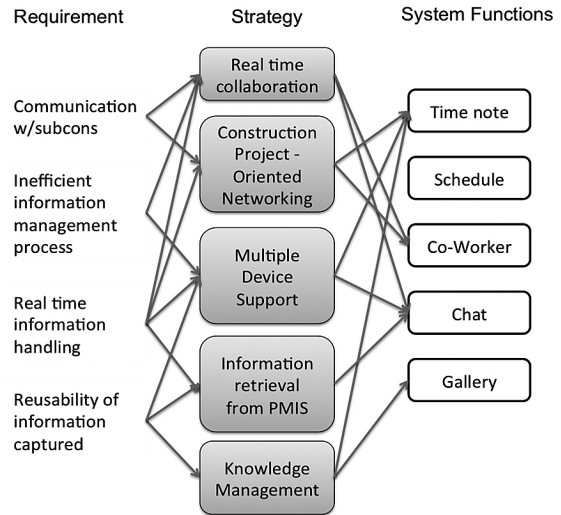 Requirement
Strategy
System Functions
Communication
w/subcons
Inefficient
information
management
process
Real time
information
handling
Reusability of
information
captured
Real time
collaboration
Construction
Project -
Oriented
Networking
Multiple
Device
Support
Information
retrieval
from PMIS
Knowledge
Management
Time note
Schedule
Co-Worker
Chat
Gallery